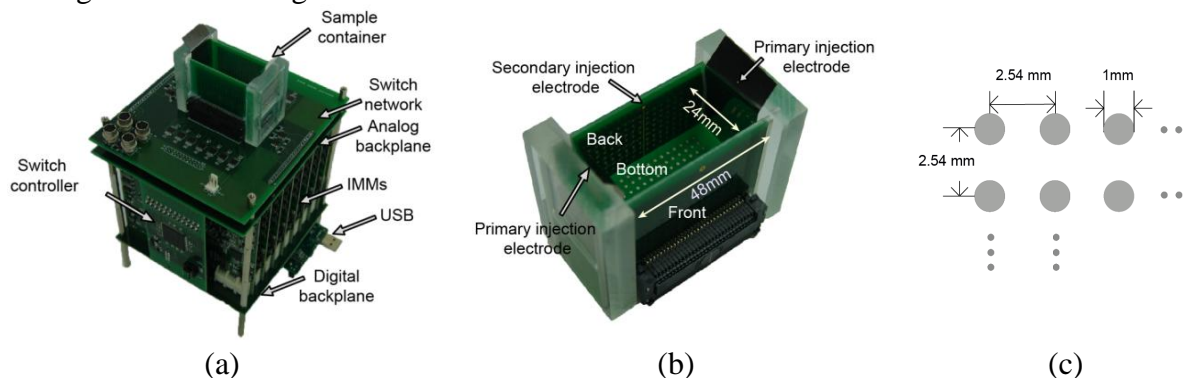 Sample
container
Switch
network
Analog
backplane
Switch
controller
IMMs
USB
Digital
backplane
(a)
Primary injection
electrode
Secondary injection
electrode
24mm
Back
Bottom
48mm
Front
Primary injection
electrode
(b)
2.54 mm
1mm
2.54 mm
(c)